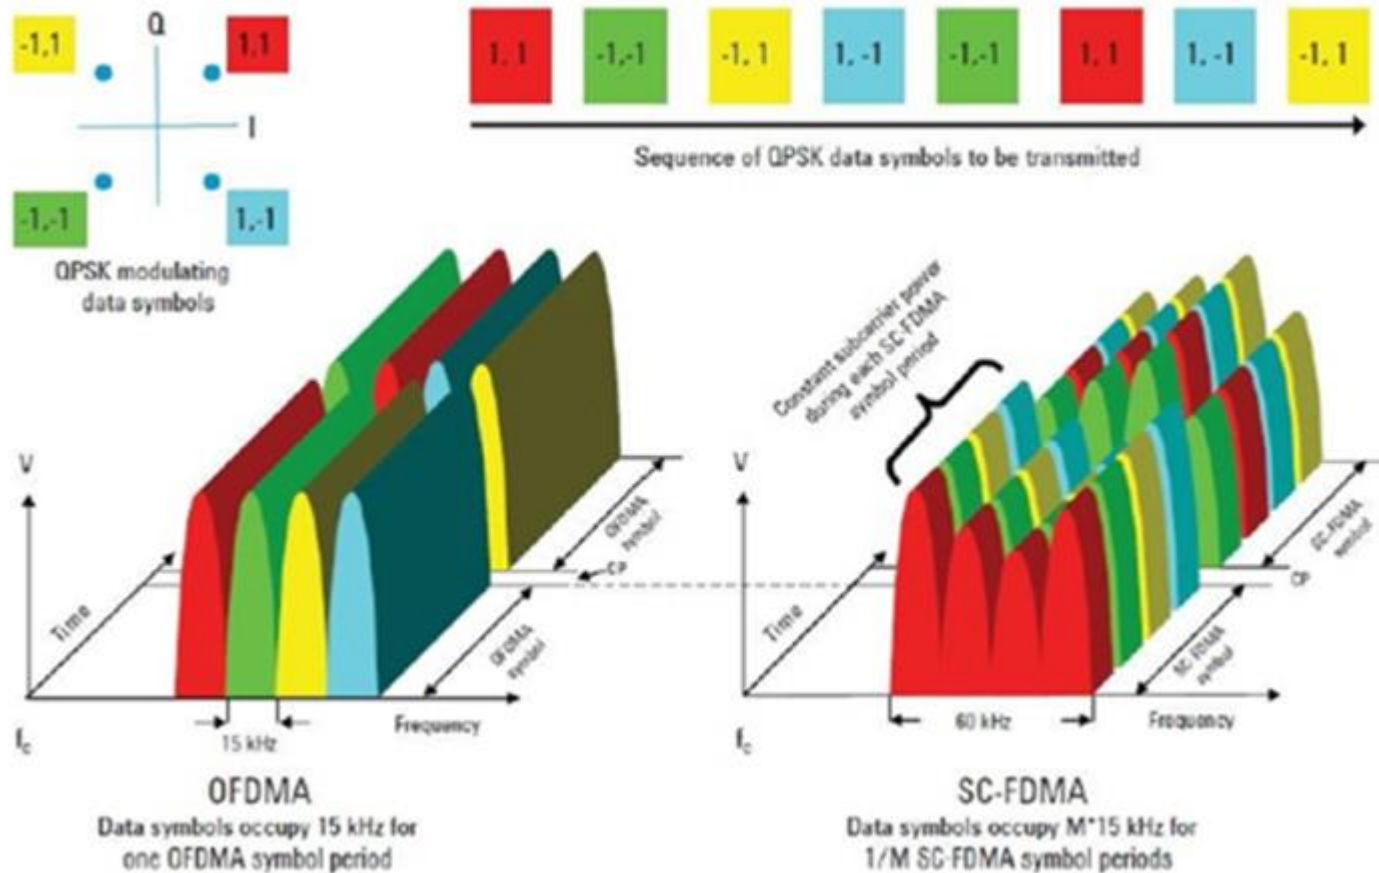 Q
-1,1
1,1
I
-1,-1
1,-1
QPSK modulating
data symbols
1, 1
-1,-1
-1, 1
1, -1
-1,-1
1, 1
1, -1
-1, 1
Sequence of QPSK data symbols to be transmitted
V
Time
OFDMA
symbol
CP
OFDMA
symbol
15 kHz
Frequency
fc
OFDMA
Data symbols occupy 15 kHz for
one OFDMA symbol period
Constant subcarrier power
during each SC-FDMA
symbol period
V
Time
SC-FDMA
symbol
CP
SC-FDMA
symbol
60 kHz
Frequency
fc
SC-FDMA
Data symbols occupy M*15 kHz for
1/M SC-FDMA symbol periods